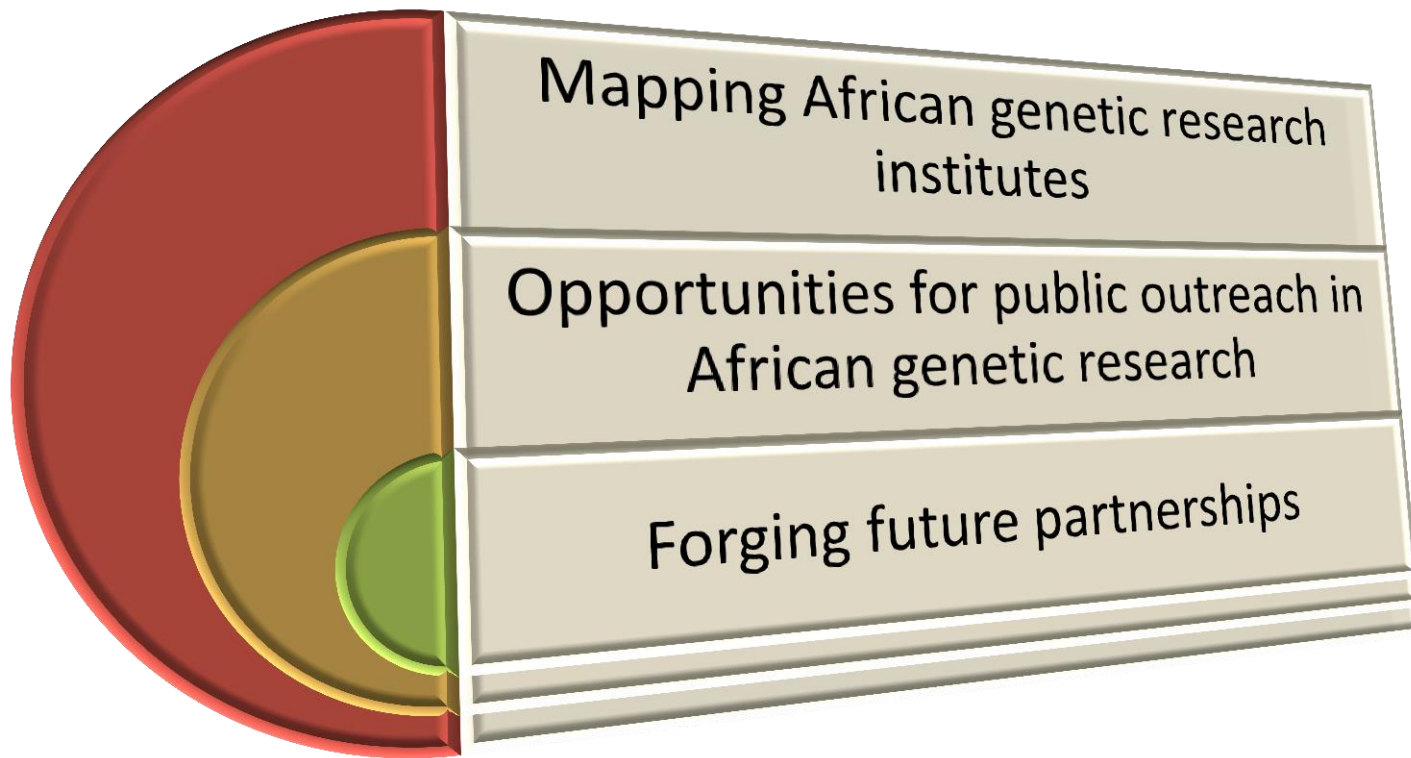 Mapping African genetic research
institutes
Opportunities for public outreach in
African genetic research
Forging future partnerships